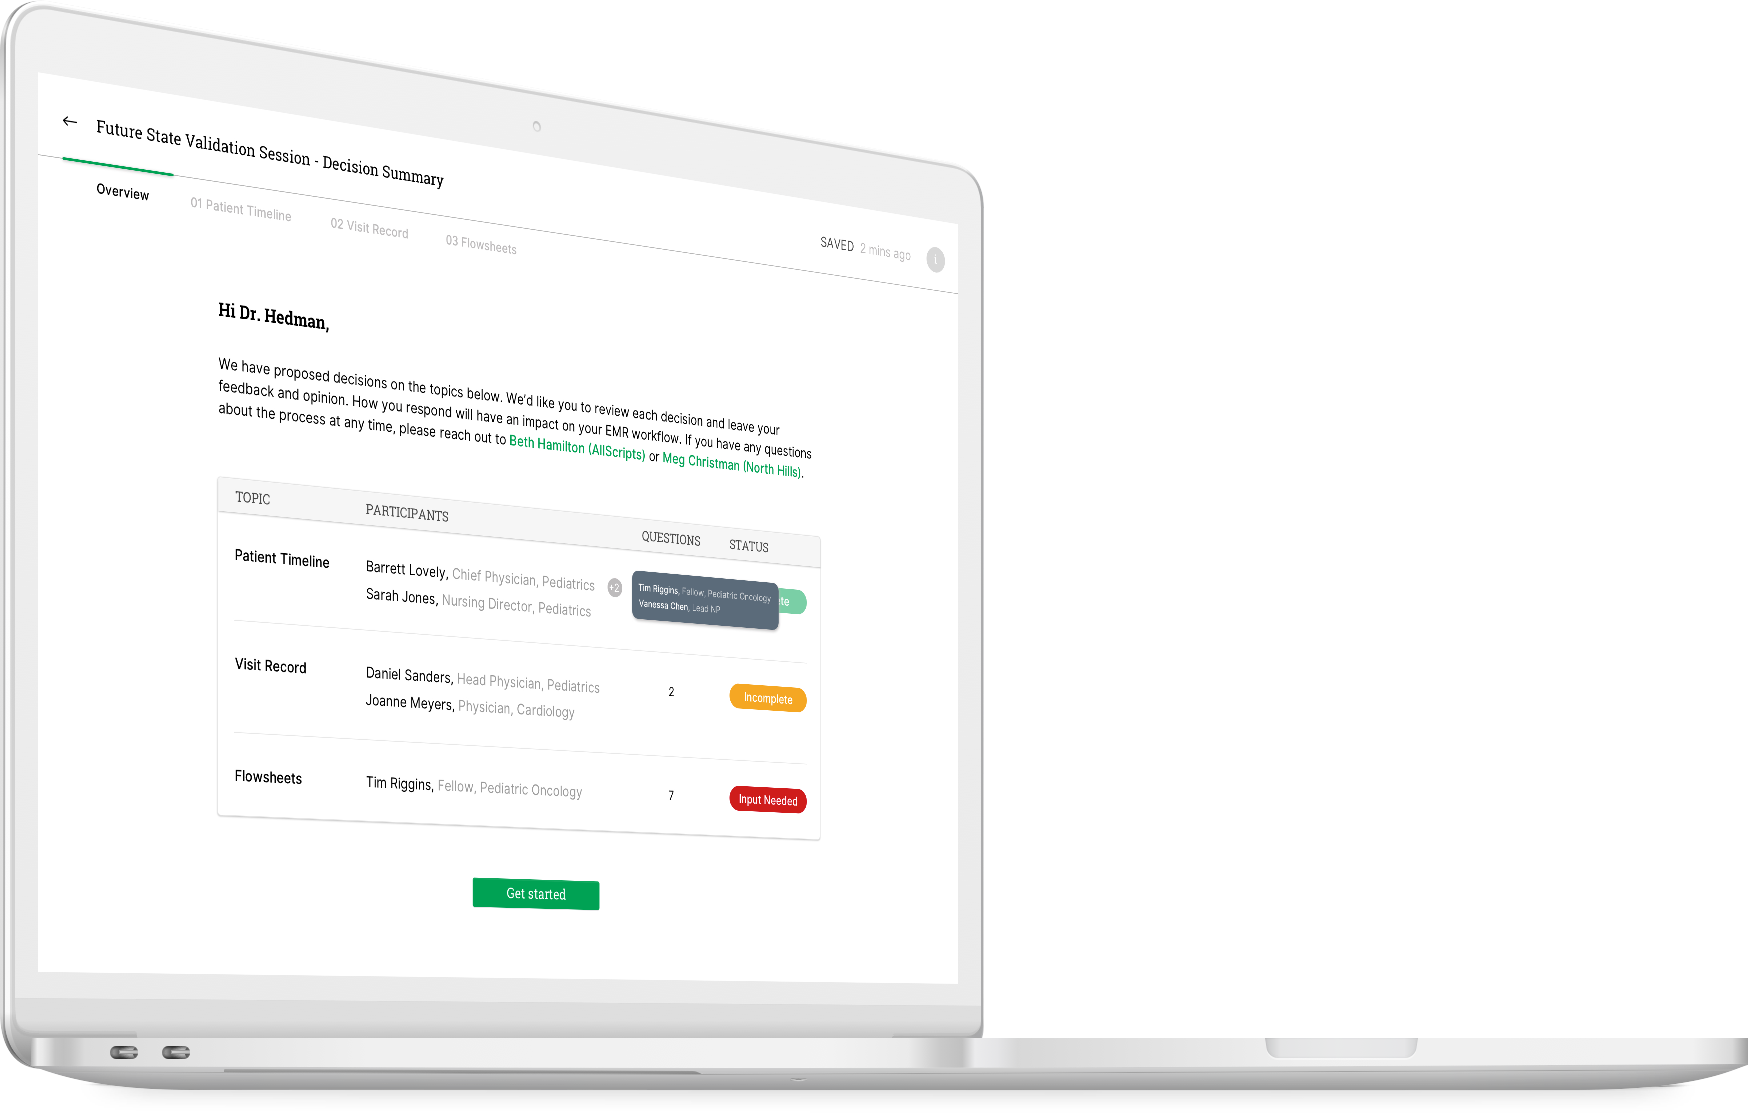 Future State Validation Session - Decision Summary
SAVED 2 mins ago
i
Overview
01 Patient Timeline
02 Visit Record
03 Flowsheets
Hi Dr. Hedman,
We have proposed decisions on the topics below. We'd like you to review each decision and leave your
feedback and opinion. How you respond will have an impact on your EMR workflow. If you have any questions
about the process at any time, please reach out to Beth Hamilton (AllScripts) or Meg Christman (North Hills).
TOPIC PARTICIPANTS QUESTIONS STATUS
Patient Timeline
Barrett Lovely, Chief Physician, Pediatrics
Sarah Jones, Nursing Director, Pediatrics
+2
Tim Riggins, Fellow, Pediatric Oncology
Vanessa Chen, Lead NP
te
Visit Record
Daniel Sanders, Head Physician, Pediatrics
Joanne Meyers, Physician, Cardiology
2
Incomplete
Flowsheets
Tim Riggins, Fellow, Pediatric Oncology
7
Input Needed
Get started